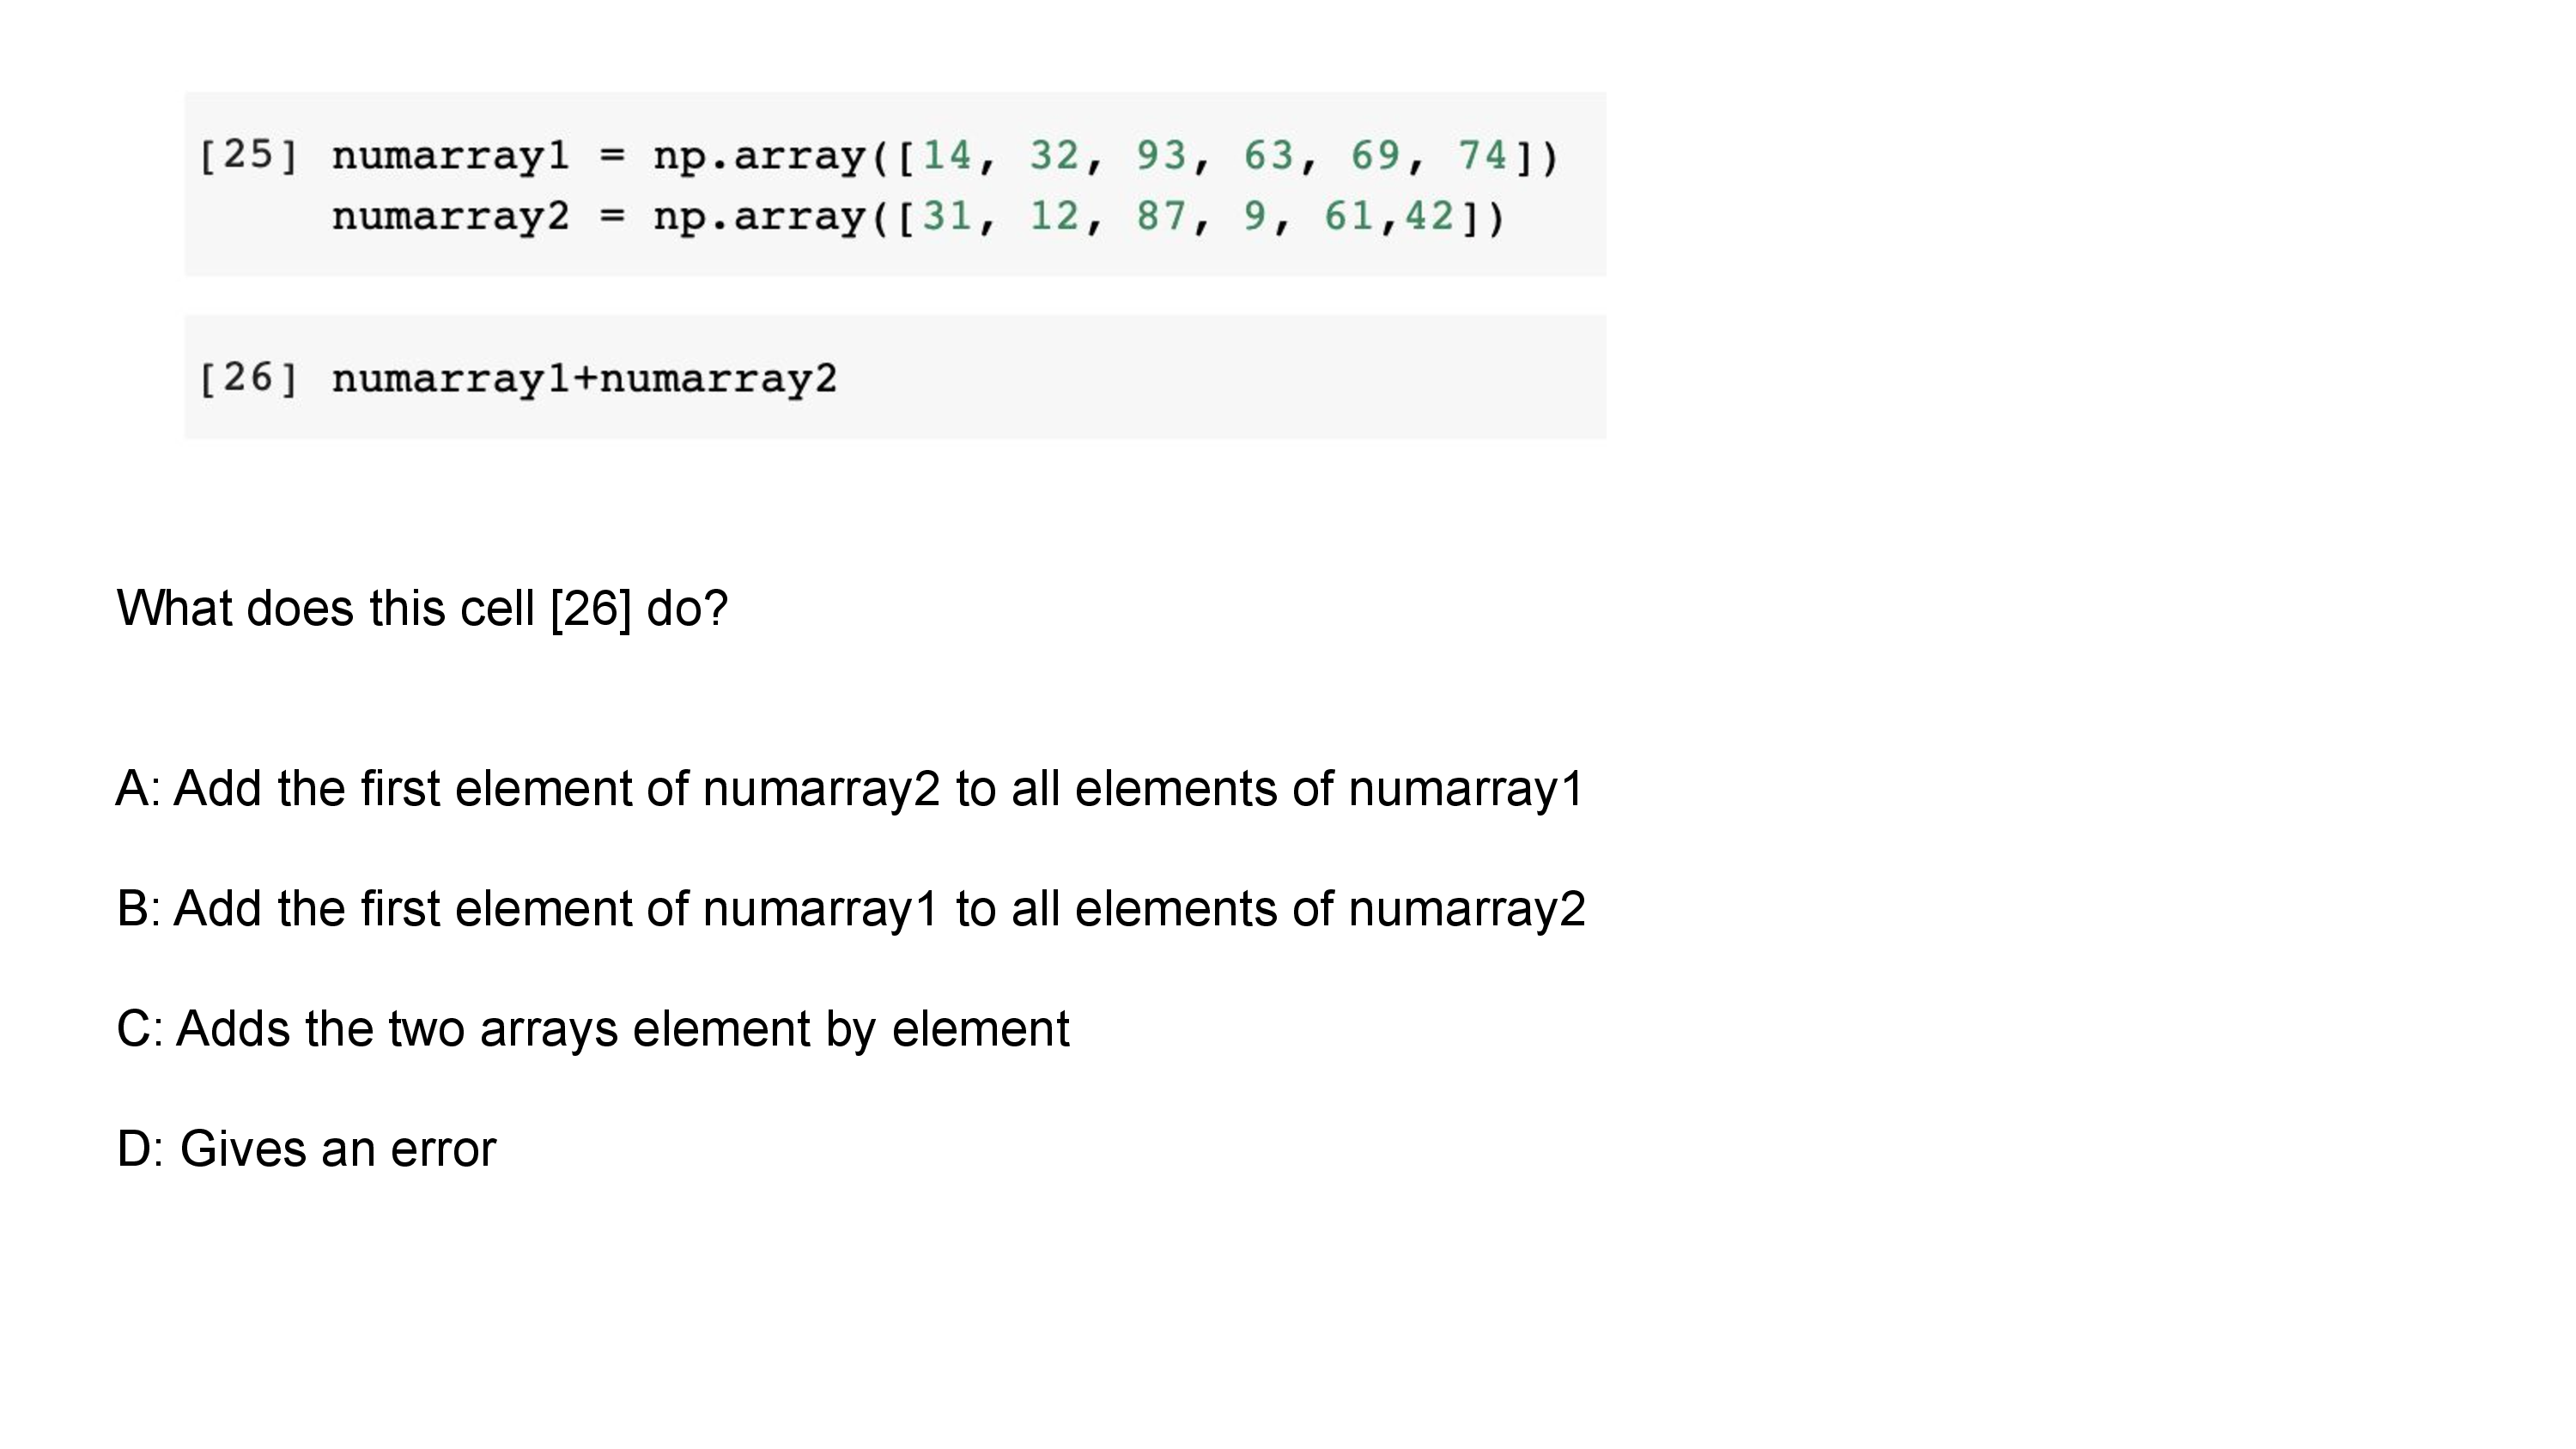 [25] numarray1 = np.array([14, 32, 93, 63, 69, 74])
numarray2 = np.array([31, 12, 87, 9, 61,42])
[26] numarray1+numarray2
What does this cell [26] do?
A: Add the first element of numarray2 to all elements of numarray1
B: Add the first element of numarray1 to all elements of numarray2
C: Adds the two arrays element by element
D: Gives an error